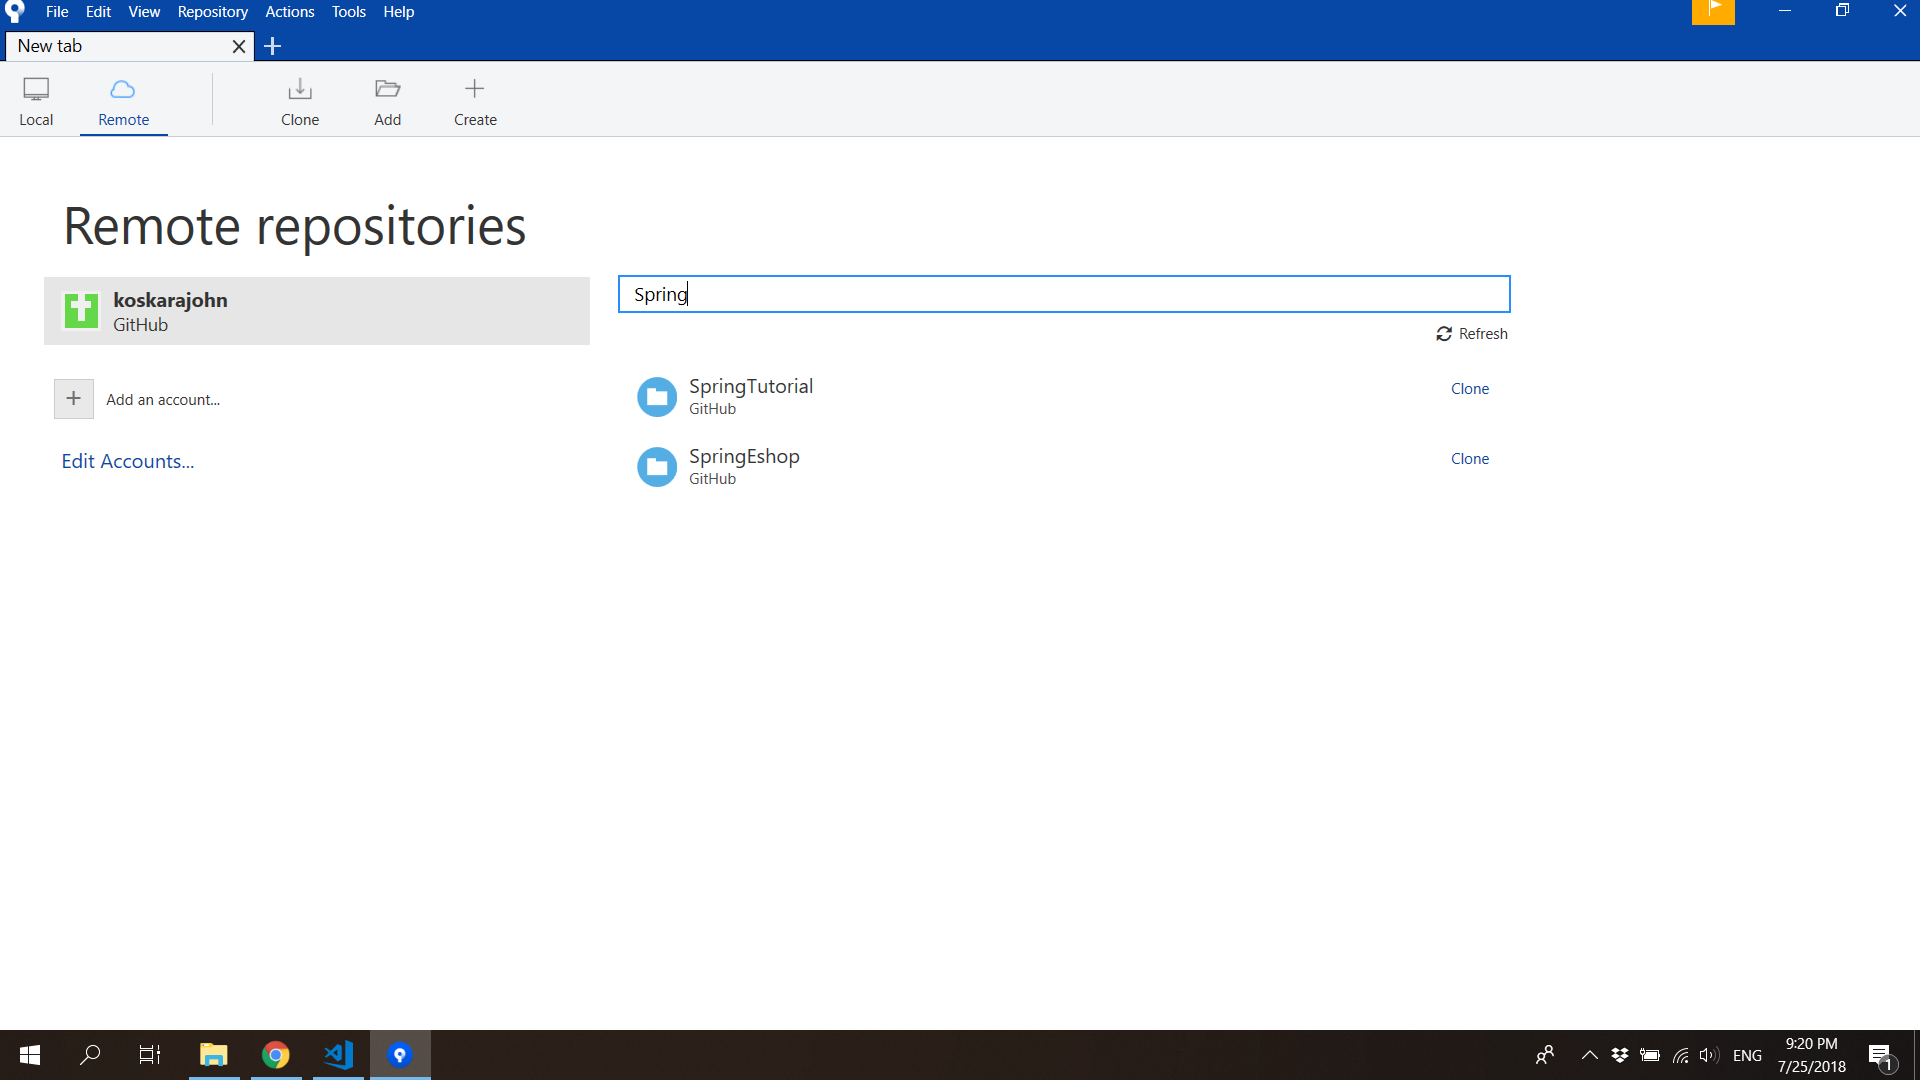 File Edit View Repository Actions Tools Help
New tab
Local Remote Clone Add Create
Remote repositories
koskarajohn
GitHub
Add an account...
Edit Accounts...
Spring
Refresh
SpringTutorial
GitHub
Clone
SpringEshop
GitHub
Clone
ENG
9:20 PM
7/25/2018
1